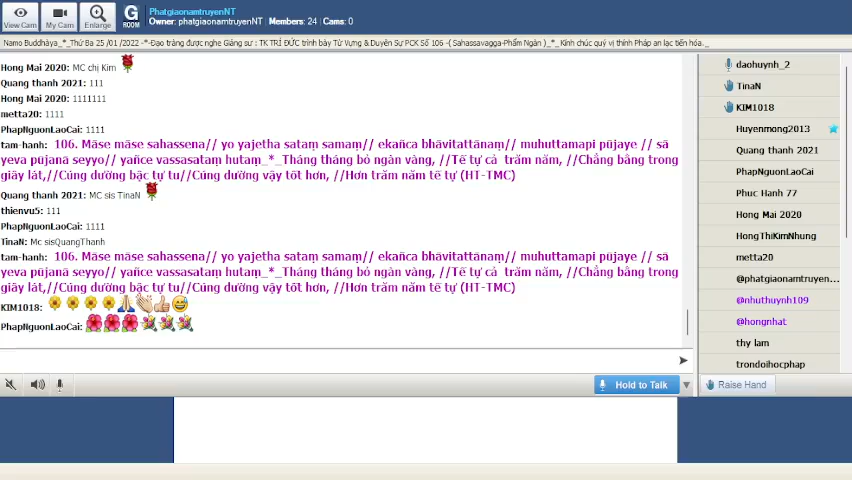 View Cam
My Cam
Enlarge
G
ROOM
PhatgiaonamtruyenNT
Owner: phatgiaonamtruyenNT | Members: 24 | Cams: 0
Namo Buddhàya_*_Thứ Ba 25 /01 /2022 -*-Đạo tràng được nghe Giảng sư : TK TRÍ ĐỨC trình bày Từ Vựng & Duyên Sự PCK Số 106 -( Sahassavagga-Phẩm Ngàn )_*_Kính chúc quý vị thính Pháp an lạc tiến hóa._
Hong Mai 2020: MC chị Kim
Quang thanh 2021: 111
Hong Mai 2020: 1111111
metta20: 1111
PhapNguonLaoCai: 1111
tam-hanh: 106. Māse māse sahassena// yo yajetha sataṃ samaṃ// ekañca bhāvitattānaṃ// muhuttamapi pūjaye // sā
yeva pūjanā seyyo// yañce vassasataṃ hutaṃ_*_Tháng tháng bỏ ngàn vàng, //Tế tự cả trăm năm, //Chẳng bằng trong
giây lát,//Cúng dường bậc tự tu//Cúng dường vậy tốt hơn, //Hơn trăm năm tế tự (HT-TMC)
Quang thanh 2021: MC sis TinaN
thienvu5: 111
PhapNguonLaoCai: 1111
TinaN: Mc sisQuangThanh
tam-hanh: 106. Māse māse sahassena// yo yajetha sataṃ samaṃ// ekañca bhāvitattānaṃ// muhuttamapi pūjaye // sā
yeva pūjanā seyyo// yañce vassasataṃ hutaṃ_*_Tháng tháng bỏ ngàn vàng, //Tế tự cả trăm năm, //Chẳng bằng trong
giây lát,//Cúng dường bậc tự tu//Cúng dường vậy tốt hơn, //Hơn trăm năm tế tự (HT-TMC)
KIM1018:
PhapNguonLaoCai:
Hold to Talk
daohuynh_2
TinaN
KIM1018
Huyenmong2013
Quang thanh 2021
PhapNguonLaoCai
Phuc Hanh 77
Hong Mai 2020
HongThiKimNhung
metta20
@phatgiaonamtruyen...
@nhuthuynh109
@hongnhat
thy lam
trondoihocphap
Raise Hand